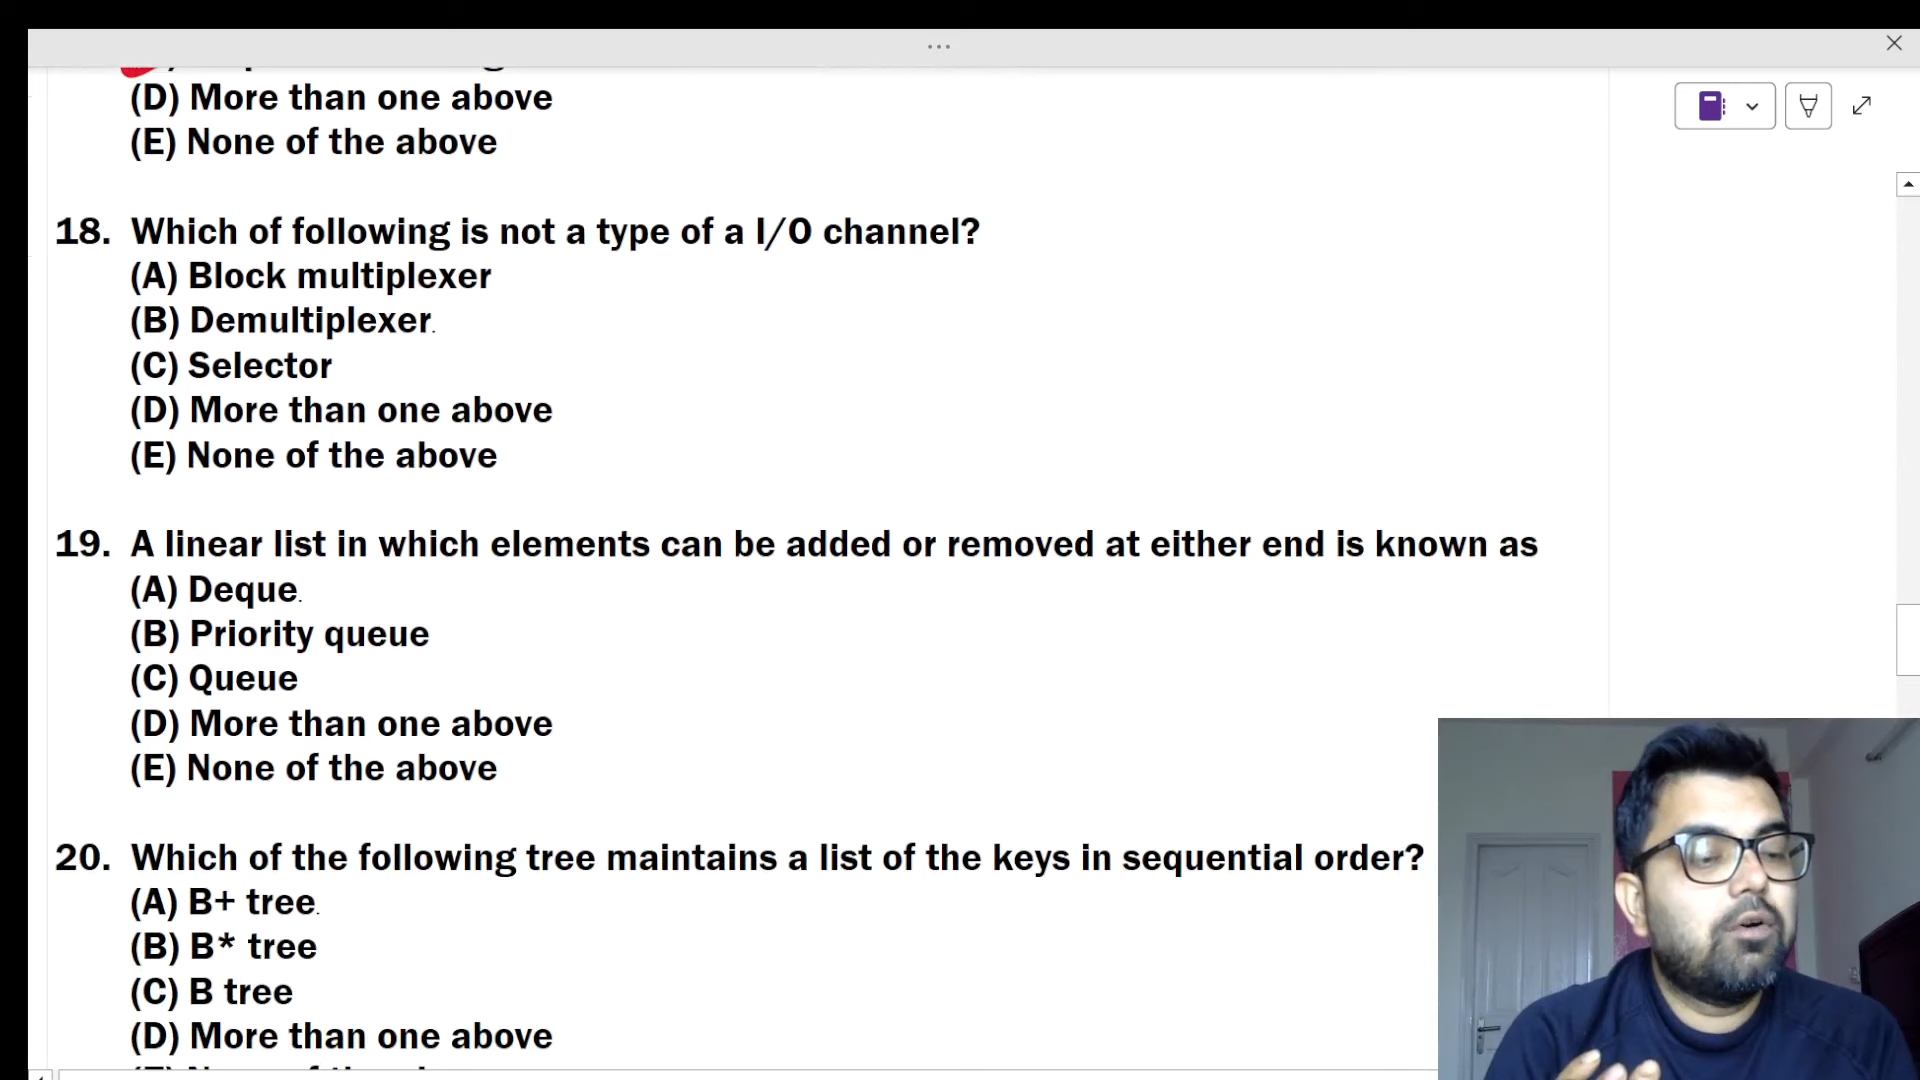 (D) More than one above
(E) None of the above
18. Which of following is not a type of a I/O channel?
(A) Block multiplexer
(B) Demultiplexer.
(C) Selector
(D) More than one above
(E) None of the above
19. A linear list in which elements can be added or removed at either end is known as
(A) Deque.
(B) Priority queue
(C) Queue
(D) More than one above
(E) None of the above
20. Which of the following tree maintains a list of the keys in sequential order?
(A) B+ tree.
(B) B* tree
(C) B tree
(D) More than one above